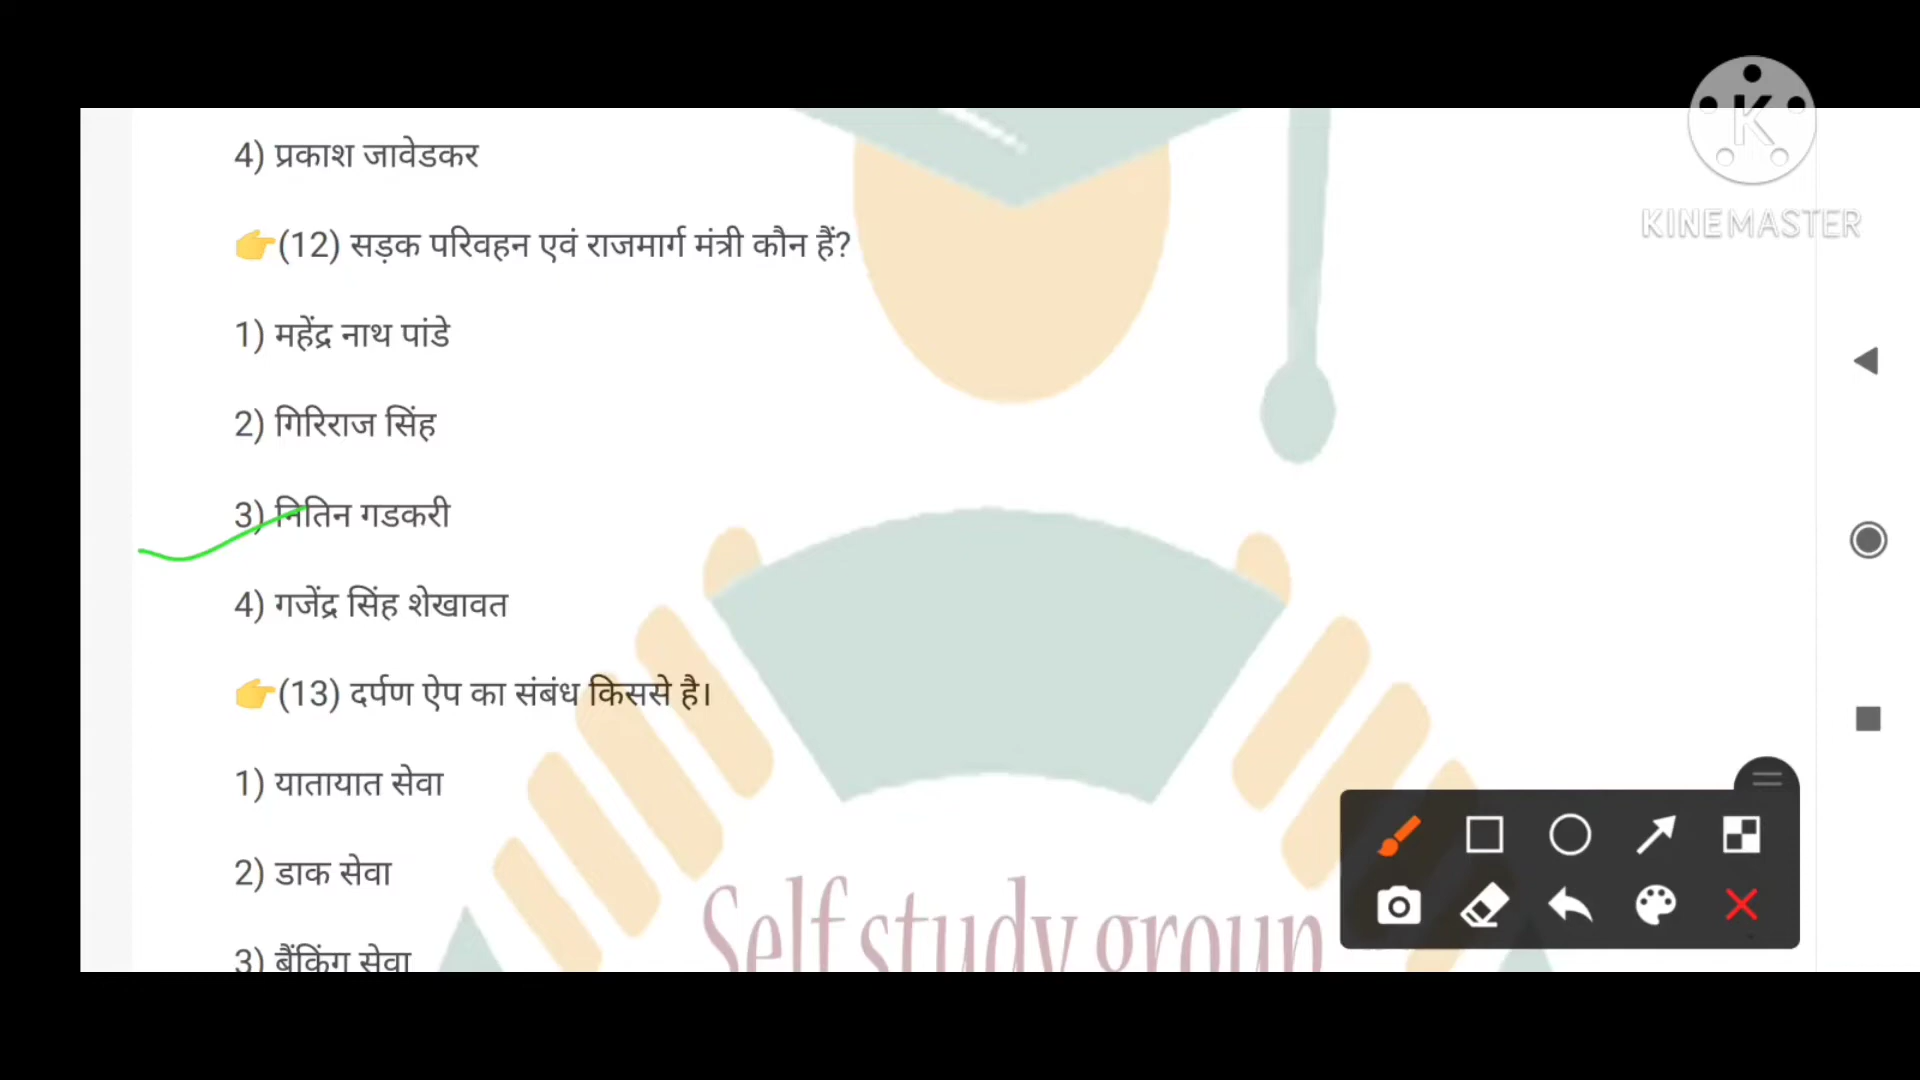 4) प्रकाश जावेडकर
KINEMASTER
👉(12) सड़क परिवहन एवं राजमार्ग मंत्री कौन हैं?
1) महेंद्र नाथ पांडे
2) गिरिराज सिंह
3) नितिन गडकरी
4) गजेंद्र सिंह शेखावत
👉(13) दर्पण ऐप का संबंध किससे है।
1) यातायात सेवा
2) डाक सेवा
3) बैंकिंग सेवा
Self study group